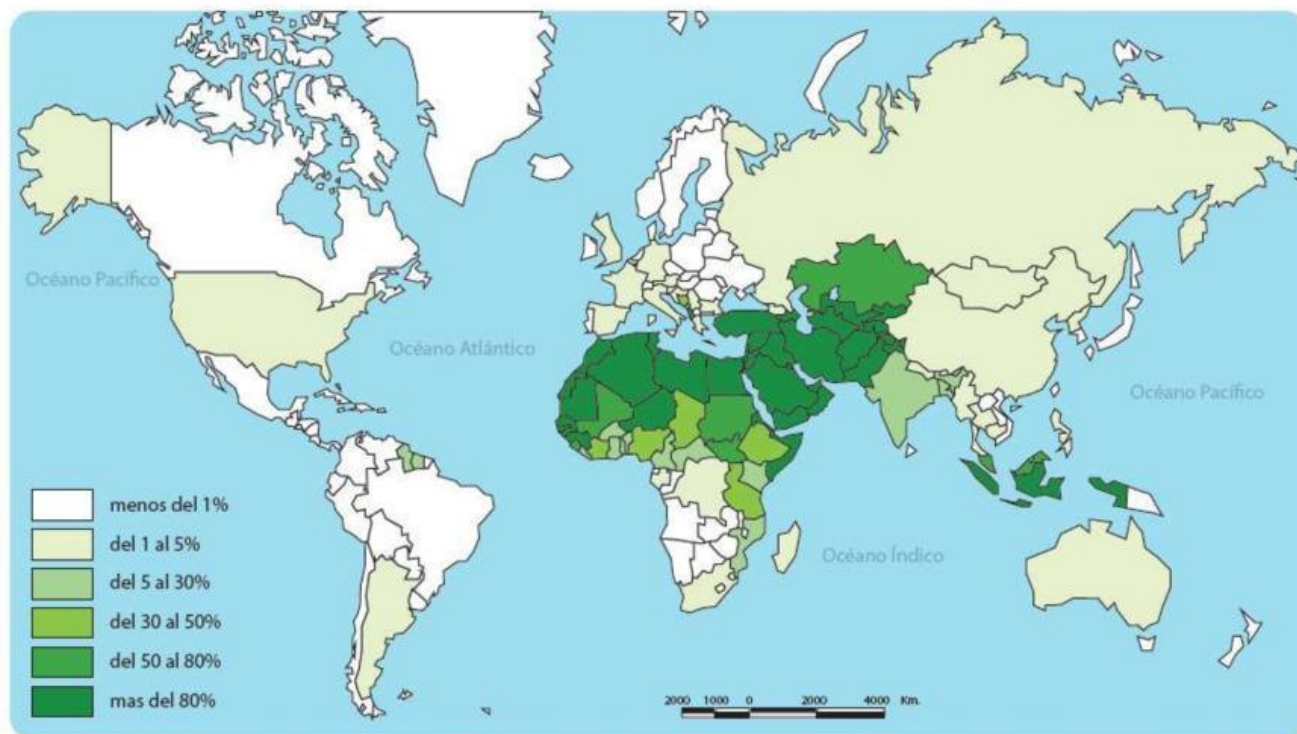 Océano Pacífico
Océano Atlántico
Océano Pacífico
Océano Índico
menos del 1%
del 1 al 5%
del 5 al 30%
del 30 al 50%
del 50 al 80%
mas del 80%
2000 1000 0 2000 4000 Km.